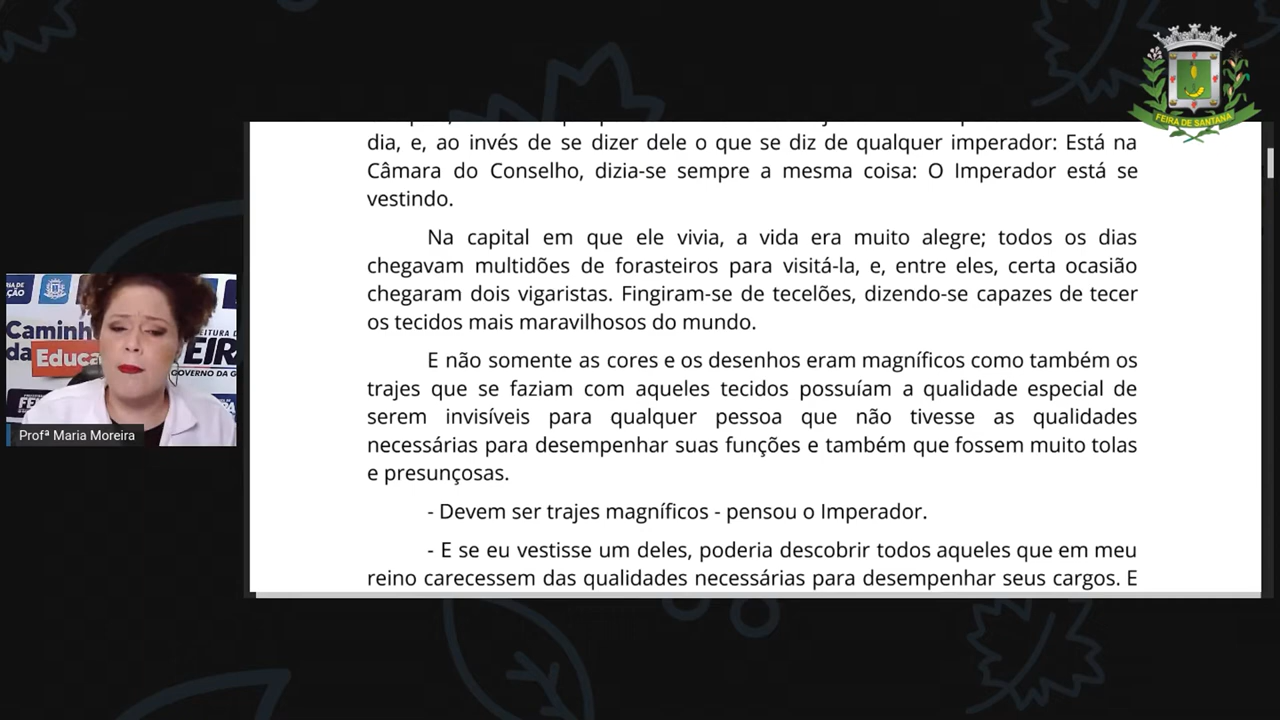 FEIRA DE SANTANA
dia, e, ao invés de se dizer dele o que se diz de qualquer imperador: Está na
Câmara do Conselho, dizia-se sempre a mesma coisa: O Imperador está se
vestindo.
Na capital em que ele vivia, a vida era muito alegre; todos os dias
chegavam multidões de forasteiros para visitá-la, e, entre eles, certa ocasião
chegaram dois vigaristas. Fingiram-se de tecelões, dizendo-se capazes de tecer
os tecidos mais maravilhosos do mundo.
E não somente as cores e os desenhos eram magníficos como também os
trajes que se faziam com aqueles tecidos possuíam a qualidade especial de
serem invisíveis para qualquer pessoa que não tivesse as qualidades
necessárias para desempenhar suas funções e também que fossem muito tolas
e presunçosas.
- Devem ser trajes magníficos - pensou o Imperador.
- E se eu vestisse um deles, poderia descobrir todos aqueles que em meu
reino carecessem das qualidades necessárias para desempenhar seus cargos. E
Caminh
da Educa
GOVERNO DA
Profª Maria Moreira